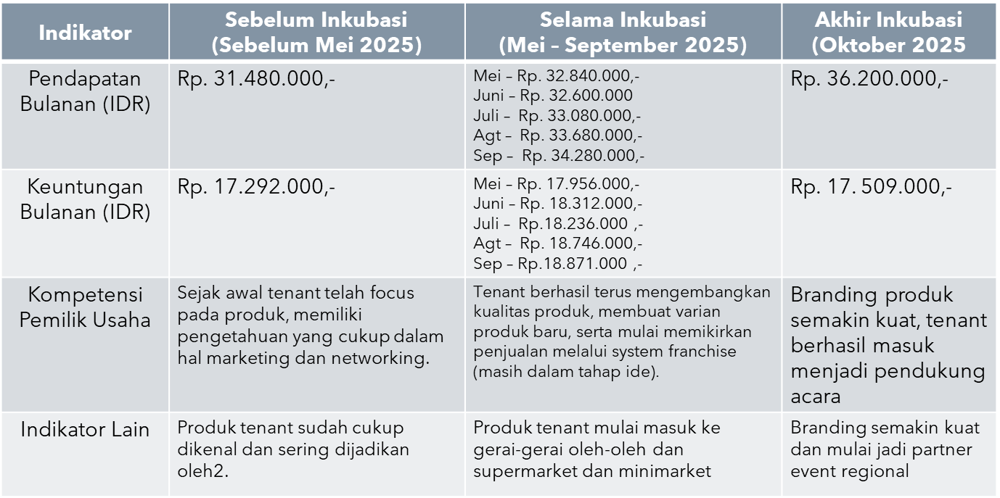 Indikator
Sebelum Inkubasi
(Sebelum Mei 2025)
Selama Inkubasi
(Mei – September 2025)
Akhir Inkubasi
(Oktober 2025
Pendapatan
Bulanan (IDR)
Rp. 31.480.000,-
Mei – Rp. 32.840.000,-
Juni – Rp. 32.600.000
Juli – Rp. 33.080.000,-
Agt – Rp. 33.680.000,-
Sep – Rp. 34.280.000,-
Rp. 36.200.000,-
Keuntungan
Bulanan (IDR)
Rp. 17.292.000,-
Mei – Rp. 17.956.000,-
Juni – Rp. 18.312.000,-
Juli – Rp.18.236.000 ,-
Agt – Rp. 18.746.000,-
Sep – Rp.18.871.000 ,-
Rp. 17. 509.000,-
Kompetensi
Pemilik Usaha
Sejak awal tenant telah focus
pada produk, memiliki
pengetahuan yang cukup dalam
hal marketing dan networking.
Tenant berhasil terus mengembangkan
kualitas produk, membuat varian
produk baru, serta mulai memikirkan
penjualan melalui system franchise
(masih dalam tahap ide).
Branding produk
semakin kuat, tenant
berhasil masuk
menjadi pendukung
acara
Indikator Lain
Produk tenant sudah cukup
dikenal dan sering dijadikan
oleh2.
Produk tenant mulai masuk ke
gerai-gerai oleh-oleh dan
supermarket dan minimarket
Branding semakin kuat
dan mulai jadi partner
event regional